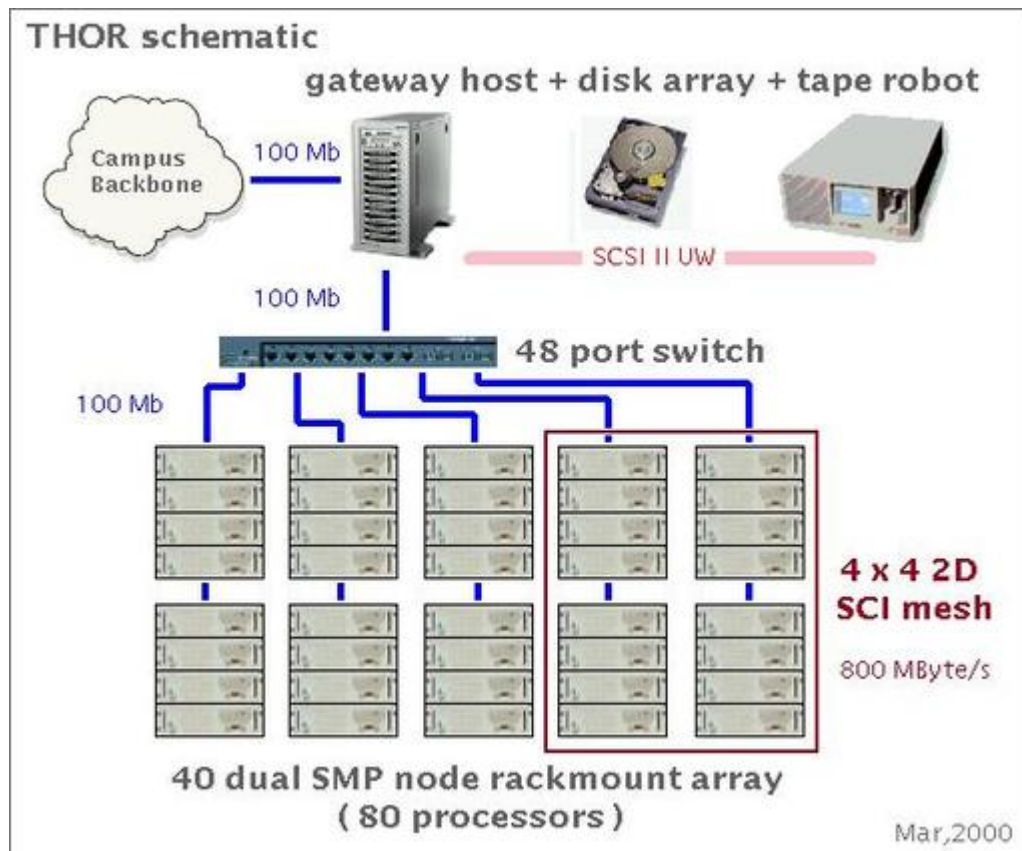 THOR schematic
gateway host + disk array + tape robot
Campus
Backbone
100 Mb
SCSI II UW
100 Mb
48 port switch
100 Mb
4 x 4 2D
SCI mesh
800 MByte/s
40 dual SMP node rackmount array
( 80 processors )
Mar,2000